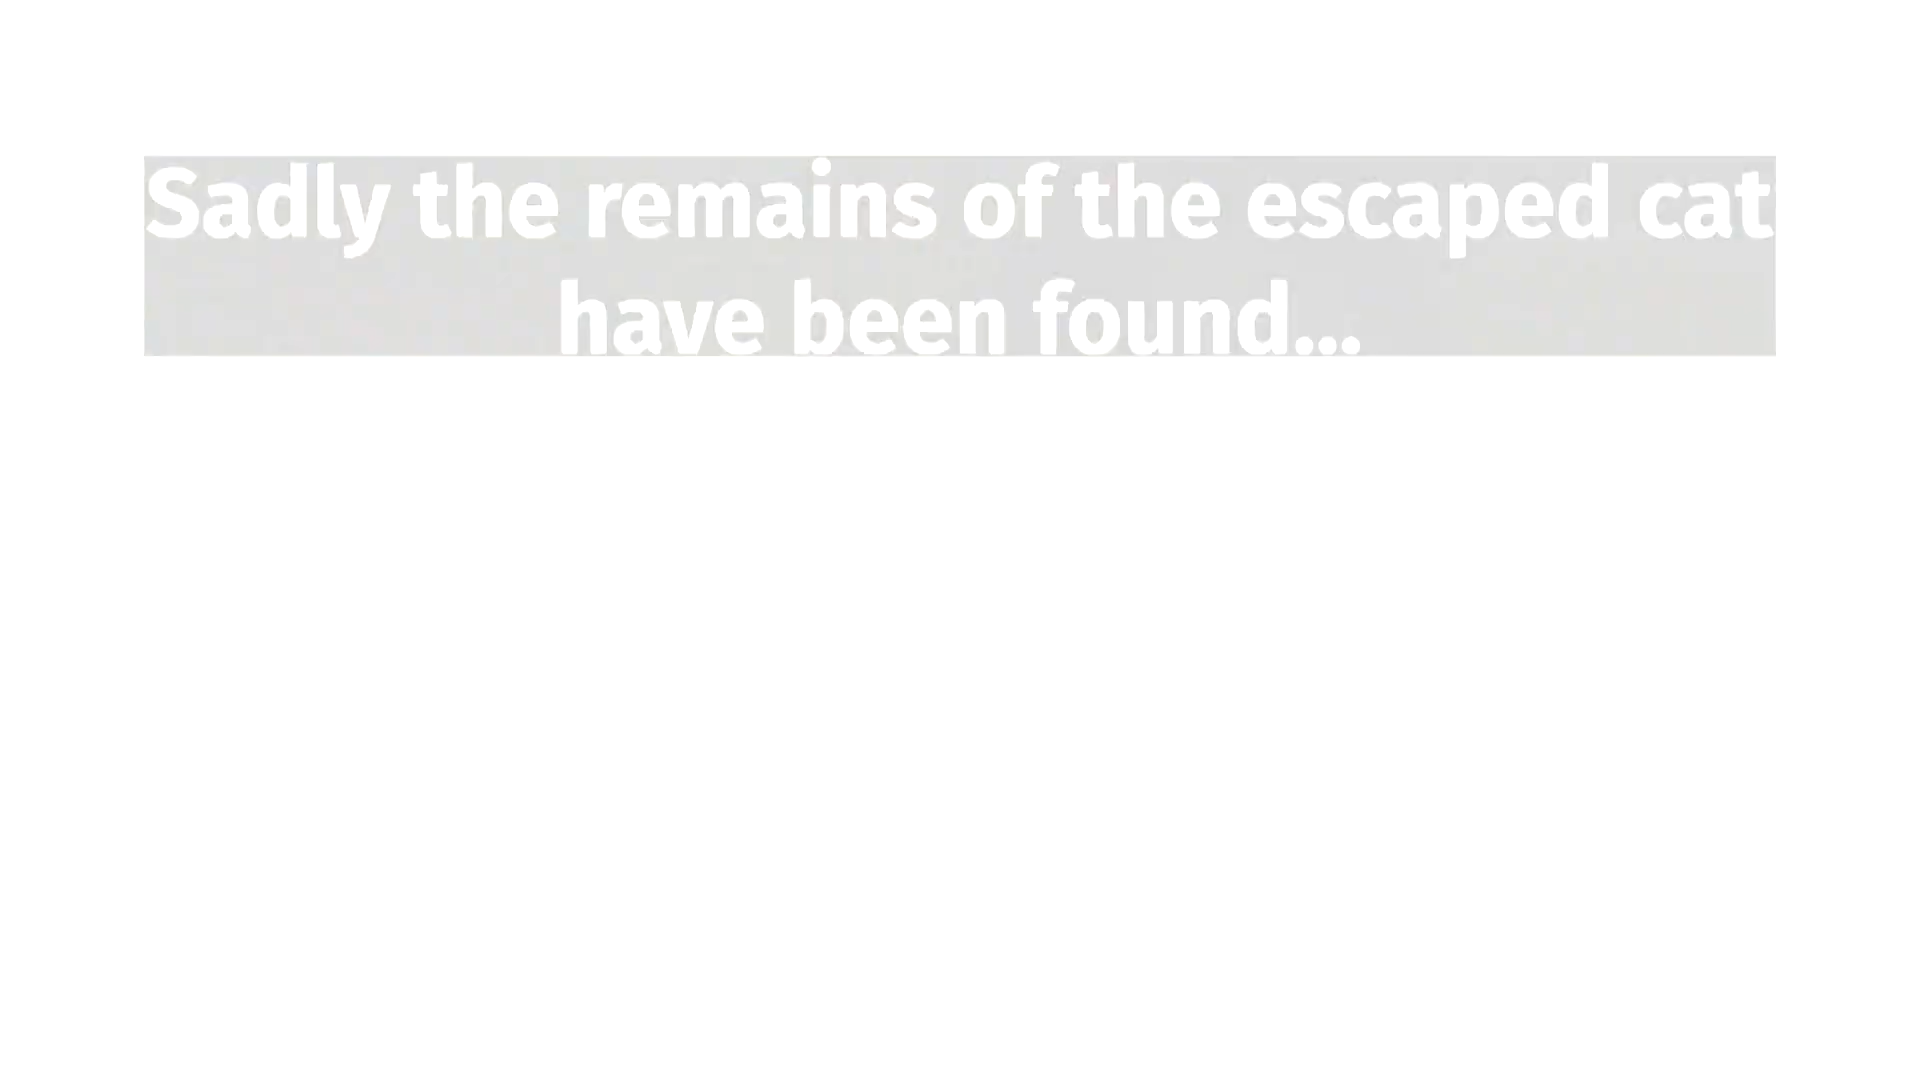 Sadly the remains of the escaped cat
have been found...